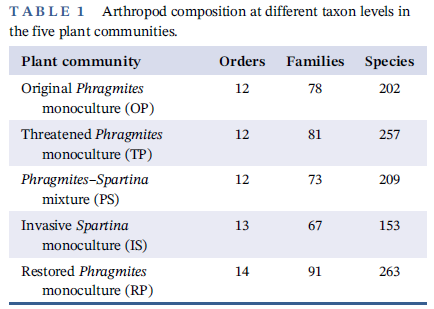 TABLE 1 Arthropod composition at different taxon levels in
the five plant communities.
Plant community Orders Families Species
Original Phragmites 12 78 202
monoculture (OP)
Threatened Phragmites 12 81 257
monoculture (TP)
Phragmites–Spartina 12 73 209
mixture (PS)
Invasive Spartina 13 67 153
monoculture (IS)
Restored Phragmites 14 91 263
monoculture (RP)